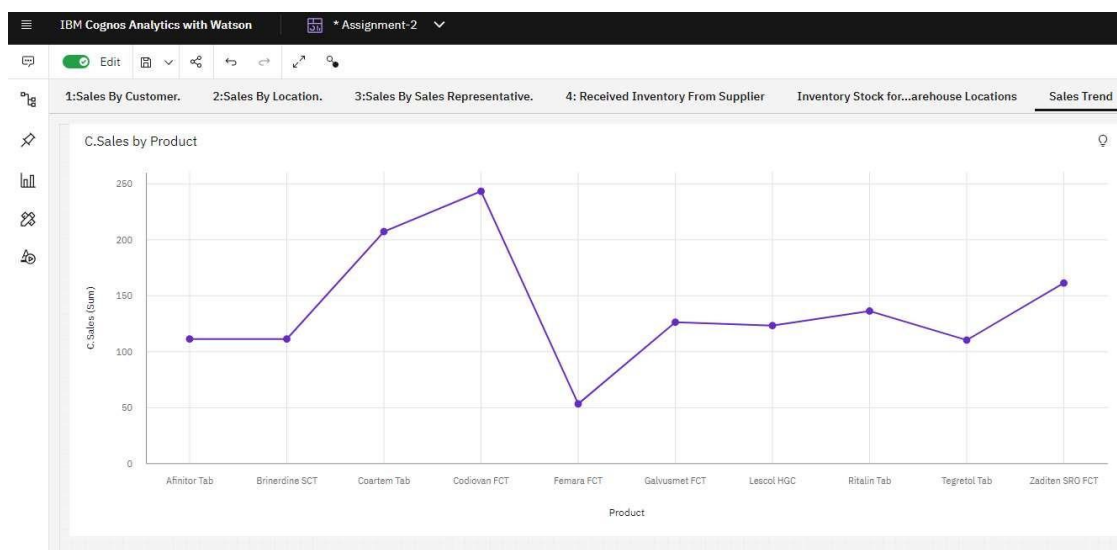 IBM Cognos Analytics with Watson
* Assignment-2
Edit
1:Sales By Customer. 2:Sales By Location. 3:Sales By Sales Representative. 4: Received Inventory From Supplier Inventory Stock for...arehouse Locations Sales Trend
C.Sales by Product
250
200
150
100
50
0
C.Sales (Sum)
Afinitor Tab Brinerdine SCT Coartem Tab Codiovan FCT Femara FCT Galvusmet FCT Lescol HGC Ritalin Tab Tegretol Tab Zaditen SRO FCT
Product